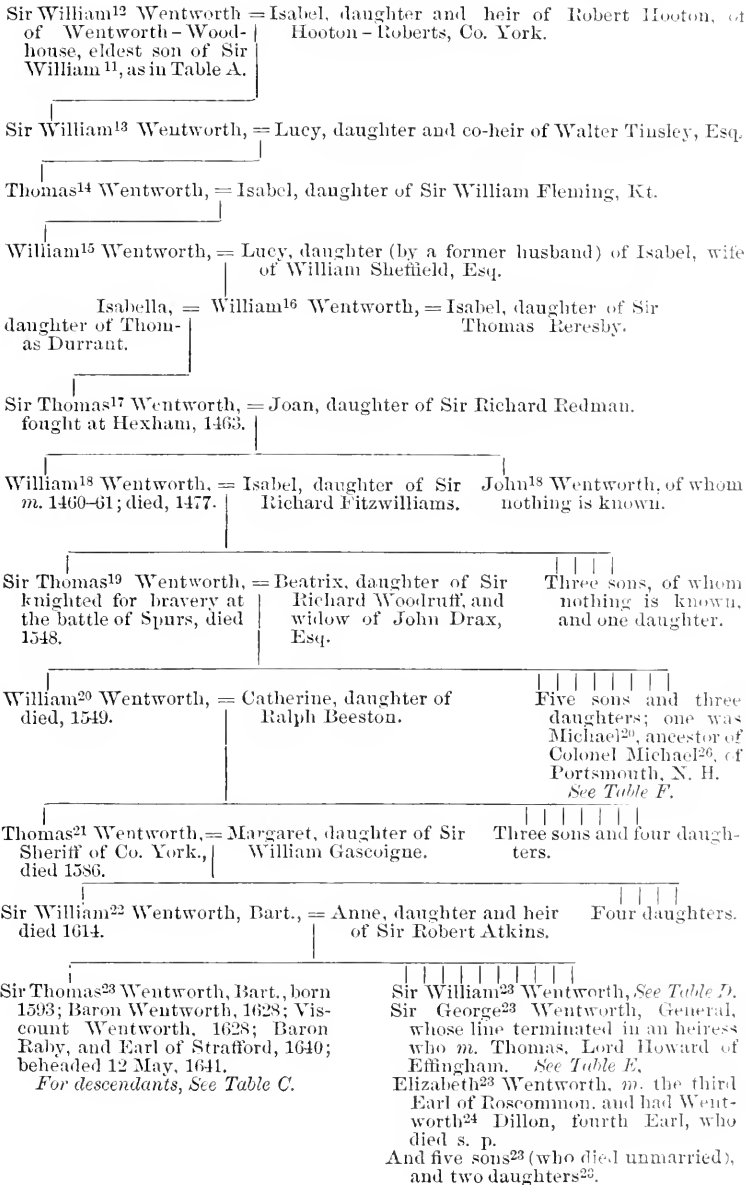 Sir William¹² Wentworth = Isabel, daughter and heir of Robert Hooton, of
of Wentworth-Wood- Hooton-Roberts, Co. York.
house, eldest son of Sir
William ¹¹, as in Table A.
Sir William¹³ Wentworth, = Lucy, daughter and co-heir of Walter Tinsley, Esq.
Thomas¹⁴ Wentworth, = Isabel, daughter of Sir William Fleming, Kt.
William¹⁵ Wentworth, = Lucy, daughter (by a former husband) of Isabel, wife
of William Sheffield, Esq.
Isabella, = William¹⁶ Wentworth, = Isabel, daughter of Sir
daughter of Thom- Thomas Reresby.
as Durrant.
Sir Thomas¹⁷ Wentworth, = Joan, daughter of Sir Richard Redman.
fought at Hexham, 1463.
William¹⁸ Wentworth, = Isabel, daughter of Sir John¹⁸ Wentworth, of whom
m. 1460-61; died, 1477. Richard Fitzwilliams. nothing is known.
Sir Thomas¹⁹ Wentworth, = Beatrix, daughter of Sir Three sons, of whom
knighted for bravery at Richard Woodruff, and nothing is known,
the battle of Spurs, died widow of John Drax, and one daughter.
1548. Esq.
William²⁰ Wentworth, = Catherine, daughter of Five sons and three
died, 1549. Ralph Beeston. daughters; one was
Michael²⁰, ancestor of
Colonel Michael²⁶, of
Portsmouth, N. H.
See Table F.
Thomas²¹ Wentworth, = Margaret, daughter of Sir Three sons and four daugh-
Sheriff of Co. York., William Gascoigne. ters.
died 1586.
Sir William²² Wentworth, Bart., = Anne, daughter and heir Four daughters.
died 1614. of Sir Robert Atkins.
Sir Thomas²³ Wentworth, Bart., born Sir William²³ Wentworth, See Table D.
1593; Baron Wentworth, 1628; Vis- Sir George²³ Wentworth, General,
count Wentworth, 1628; Baron whose line terminated in an heiress
Raby, and Earl of Strafford, 1640; who m. Thomas, Lord Howard of
beheaded 12 May, 1641. Effingham. See Table E.
For descendants, See Table C. Elizabeth²³ Wentworth, m. the third
Earl of Roscommon, and had Went-
worth²⁴ Dillon, fourth Earl, who
died s. p.
And five sons²³ (who died unmarried),
and two daughters²³.